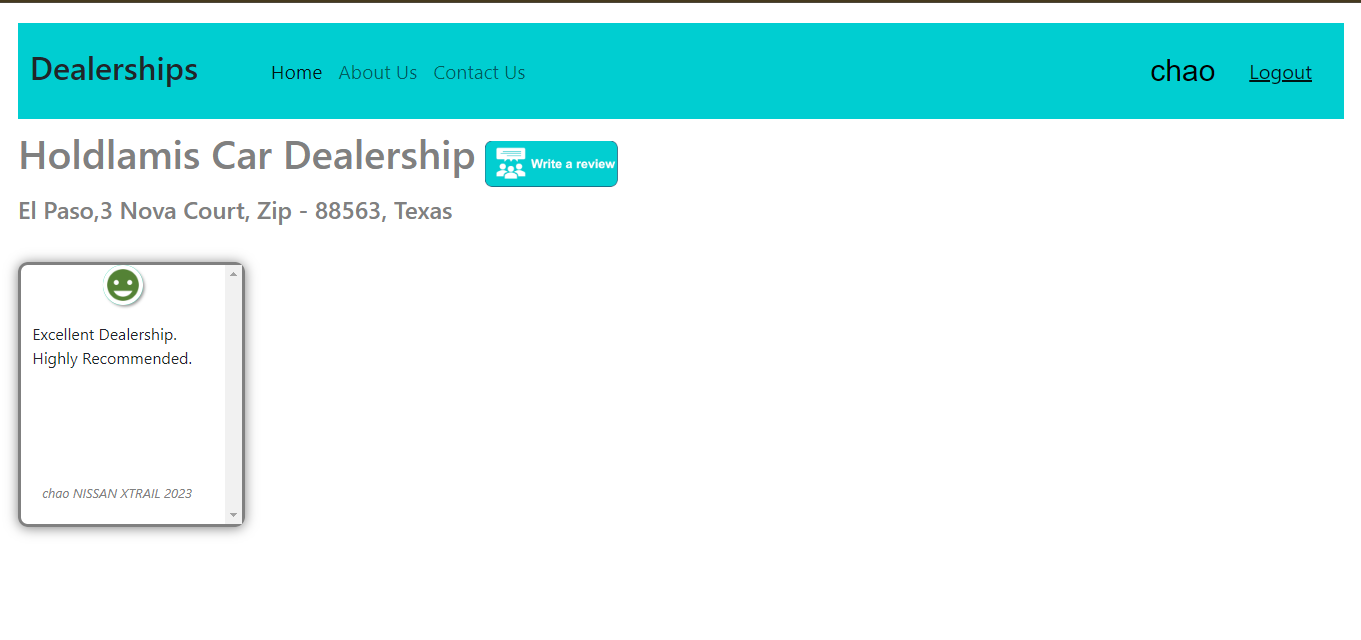 Dealerships Home About Us Contact Us chao Logout
Holdlamis Car Dealership Write a review
El Paso,3 Nova Court, Zip - 88563, Texas
Excellent Dealership.
Highly Recommended.
chao NISSAN XTRAIL 2023